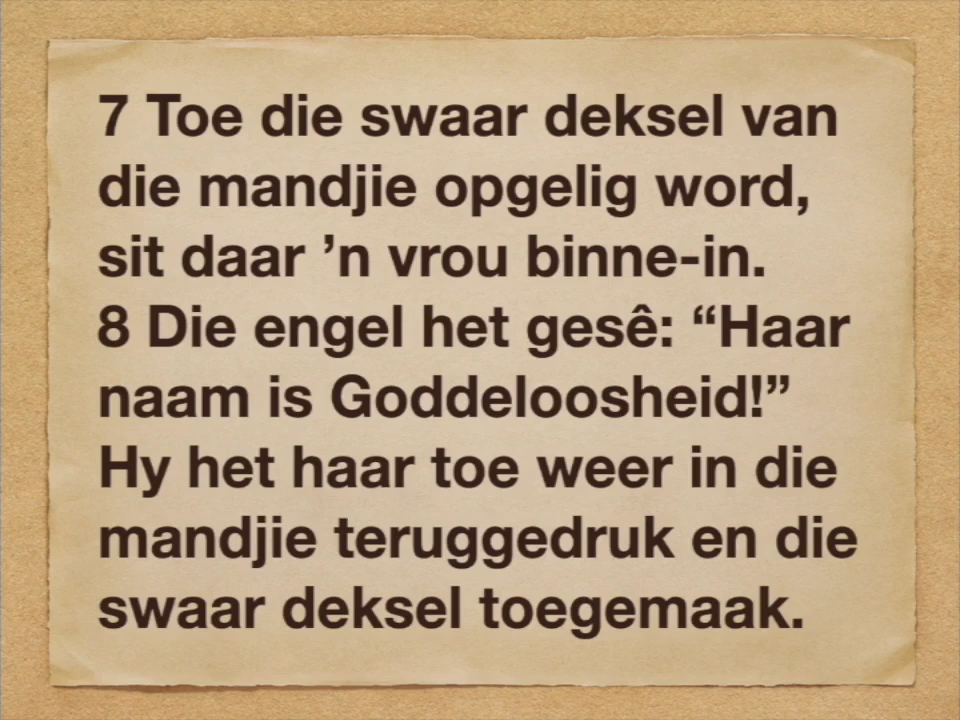 7 Toe die swaar deksel van
die mandjie opgelig word,
sit daar ’n vrou binne-in.
8 Die engel het gesê: “Haar
naam is Goddeloosheid!”
Hy het haar toe weer in die
mandjie teruggedruk en die
swaar deksel toegemaak.